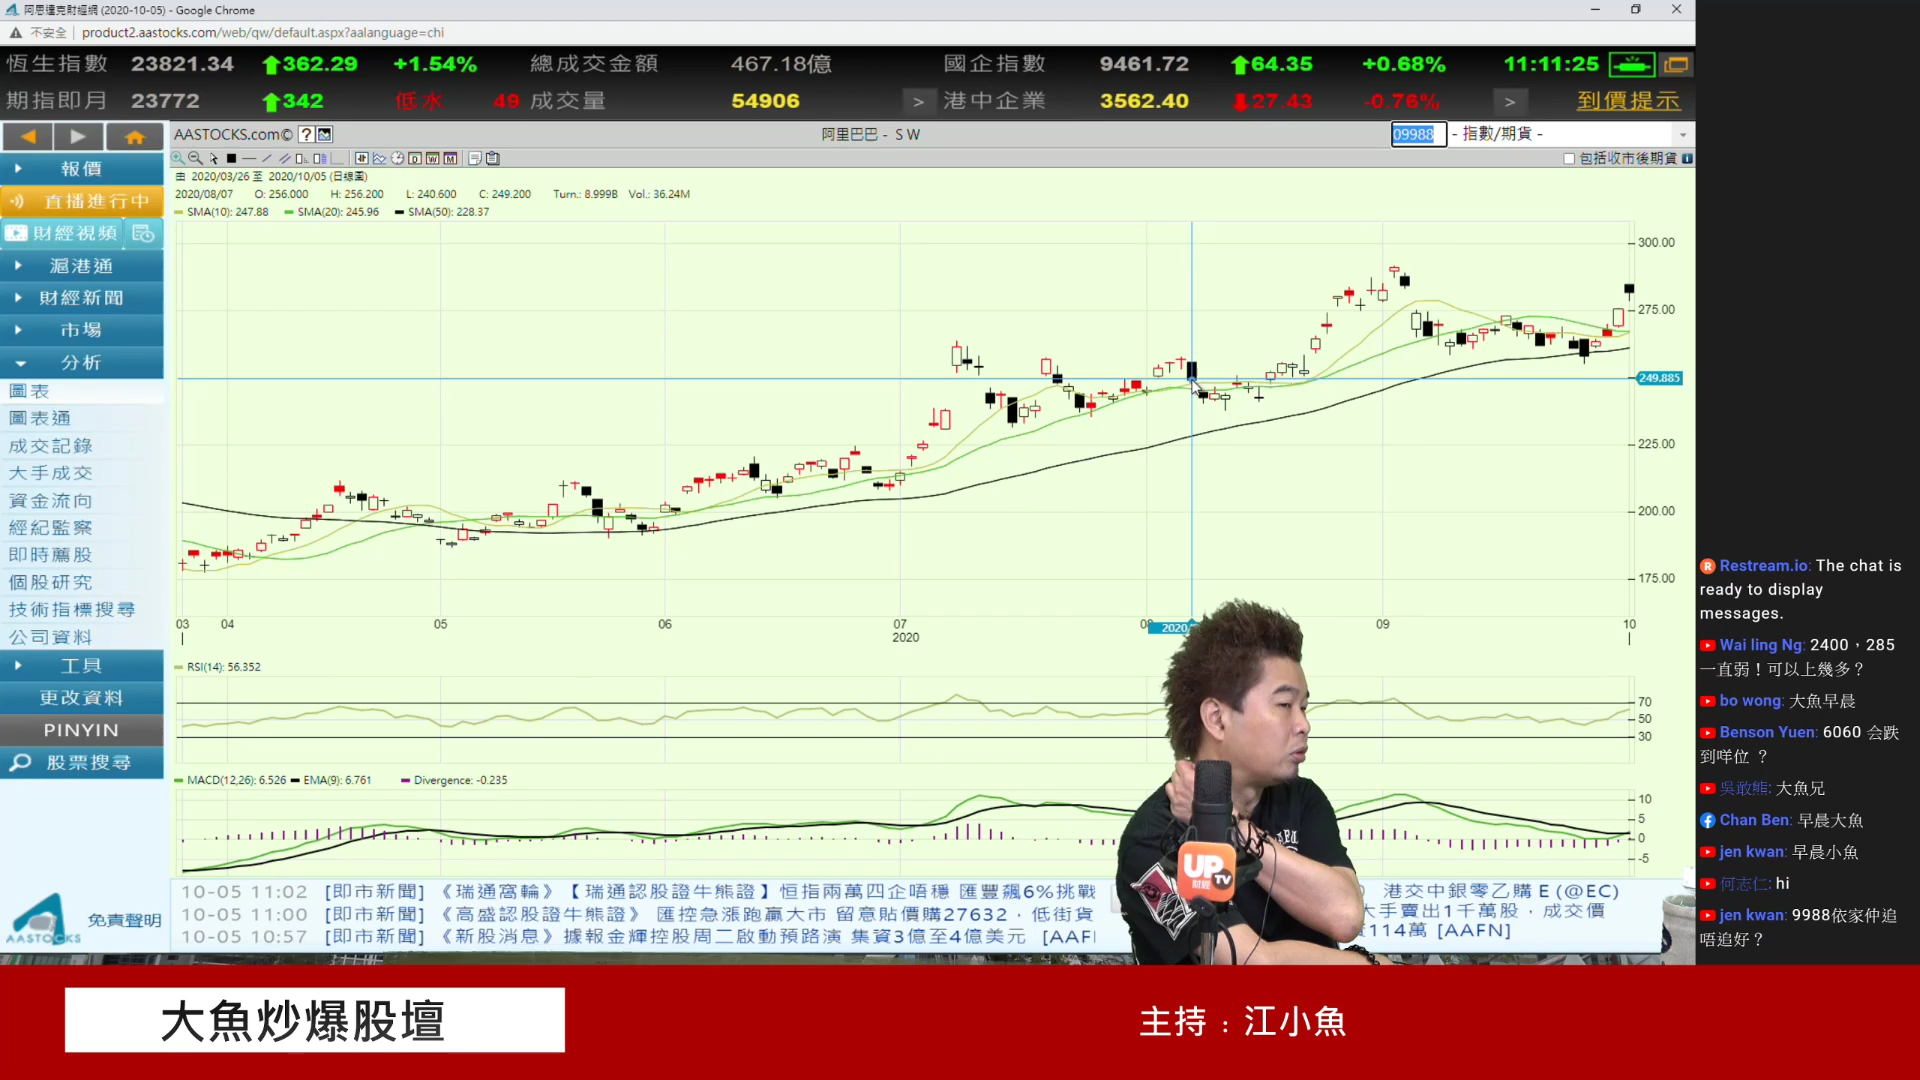 阿思達克財經網 (2020-10-05) - Google Chrome
不安全 | product2.aastocks.com/web/qw/default.aspx?aalanguage=chi
恆生指數 23821.34 362.29 +1.54% 總成交金額 467.18億 國企指數 9461.72 64.35 +0.68% 11:11:25
期指即月 23772 342 低水 49 成交量 54906 > 港中企業 3562.40 27.43 -0.76% > 到價提示
AASTOCKS.com© ? 阿里巴巴 - S W 09988 - 指數/期貨 -
包括收市後期貨
由 2020/03/26 至 2020/10/05 (日線圖)
2020/08/07 O: 256.000 H: 256.200 L: 240.600 C: 249.200 Turn.: 8.999B Vol.: 36.24M
SMA(10): 247.88 SMA(20): 245.96 SMA(50): 228.37
報價
直播進行中
財經視頻
滬港通
財經新聞
市場
分析
圖表
圖表通
成交記錄
大手成交
資金流向
經紀監察
即時薦股
個股研究
技術指標搜尋
公司資料
工具
更改資料
PINYIN
股票搜尋
AASTOCKS
免責聲明
300.00
275.00
249.885
225.00
200.00
175.00
03 04 05 06 07 09 10
2020
2020
RSI(14): 56.352
70
50
30
MACD(12,26): 6.526 EMA(9): 6.761 Divergence: -0.235
10
5
0
-5
10-05 11:02 [即市新聞] 《瑞通窩輪》【瑞通認股證牛熊證】恒指兩萬四企唔穩 匯豐飆6%挑戰
10-05 11:00 [即市新聞] 《高盛認股證牛熊證》 匯控急漲跑贏大市 留意貼價購27632，低街貨
10-05 10:57 [即市新聞] 《新股消息》據報金輝控股周二啟動預路演 集資3億至4億美元 [AAF
港交中銀零乙購E (@EC)
大手賣出1千萬股，成交價
114萬 [AAFN]
UP
TV
財經
Restream.io: The chat is
ready to display
messages.
Wai ling Ng: 2400，285
一直弱！可以上幾多？
bo wong: 大魚早晨
Benson Yuen: 6060 会跌
到咩位 ？
吳敢熊: 大魚兄
Chan Ben: 早晨大魚
jen kwan: 早晨小魚
何志仁: hi
jen kwan: 9988依家仲追
唔追好？
大魚炒爆股壇
主持：江小魚